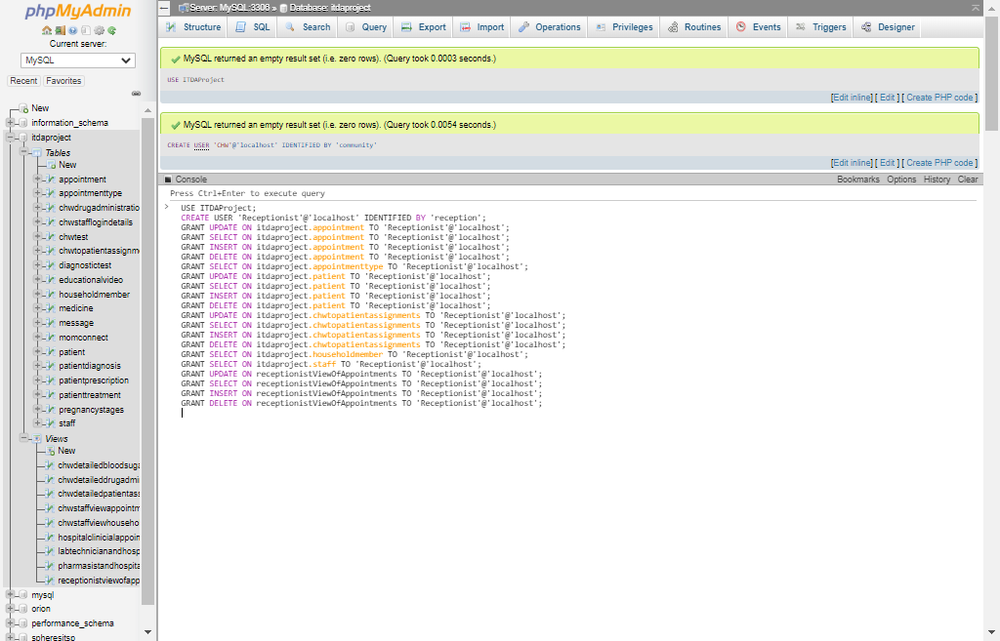 phpMyAdmin
Current server:
MySQL
Recent Favorites
New
information_schema
itdaproject
Tables
New
appointment
appointmenttype
chwdrugadministratio
chwstafflogindetails
chwtest
chwtopatientassignm
diagnostictest
educationalvideo
householdmember
medicine
message
momconnect
patient
patientdiagnosis
patientprescription
patienttreatment
pregnancystages
staff
Views
New
chwdetailedbloodsuga
chwdetaileddrugadmi
chwdetailedpatientass
chwstaffviewappointm
chwstaffviewhouseho
hospitalclinicialappoin
labtechnicianandhosp
pharmasistandhospita
receptionistviewofapp
mysql
orion
performance_schema
spheresitsp
Server: MySQL:3308 » Database: itdaproject
Structure SQL Search Query Export Import Operations Privileges Routines Events Triggers Designer
MySQL returned an empty result set (i.e. zero rows). (Query took 0.0003 seconds.)
USE ITDAProject
[Edit inline] [ Edit ] [ Create PHP code ]
MySQL returned an empty result set (i.e. zero rows). (Query took 0.0054 seconds.)
CREATE USER 'CHW'@'localhost' IDENTIFIED BY 'community'
[Edit inline] [ Edit ] [ Create PHP code ]
Console Bookmarks Options History Clear
Press Ctrl+Enter to execute query
> USE ITDAProject;
CREATE USER 'Receptionist'@'localhost' IDENTIFIED BY 'reception';
GRANT UPDATE ON itdaproject.appointment TO 'Receptionist'@'localhost';
GRANT SELECT ON itdaproject.appointment TO 'Receptionist'@'localhost';
GRANT INSERT ON itdaproject.appointment TO 'Receptionist'@'localhost';
GRANT DELETE ON itdaproject.appointment TO 'Receptionist'@'localhost';
GRANT SELECT ON itdaproject.appointmenttype TO 'Receptionist'@'localhost';
GRANT UPDATE ON itdaproject.patient TO 'Receptionist'@'localhost';
GRANT SELECT ON itdaproject.patient TO 'Receptionist'@'localhost';
GRANT INSERT ON itdaproject.patient TO 'Receptionist'@'localhost';
GRANT DELETE ON itdaproject.patient TO 'Receptionist'@'localhost';
GRANT UPDATE ON itdaproject.chwtopatientassignments TO 'Receptionist'@'localhost';
GRANT SELECT ON itdaproject.chwtopatientassignments TO 'Receptionist'@'localhost';
GRANT INSERT ON itdaproject.chwtopatientassignments TO 'Receptionist'@'localhost';
GRANT DELETE ON itdaproject.chwtopatientassignments TO 'Receptionist'@'localhost';
GRANT SELECT ON itdaproject.householdmember TO 'Receptionist'@'localhost';
GRANT SELECT ON itdaproject.staff TO 'Receptionist'@'localhost';
GRANT UPDATE ON receptionistViewOfAppointments TO 'Receptionist'@'localhost';
GRANT SELECT ON receptionistViewOfAppointments TO 'Receptionist'@'localhost';
GRANT INSERT ON receptionistViewOfAppointments TO 'Receptionist'@'localhost';
GRANT DELETE ON receptionistViewOfAppointments TO 'Receptionist'@'localhost';